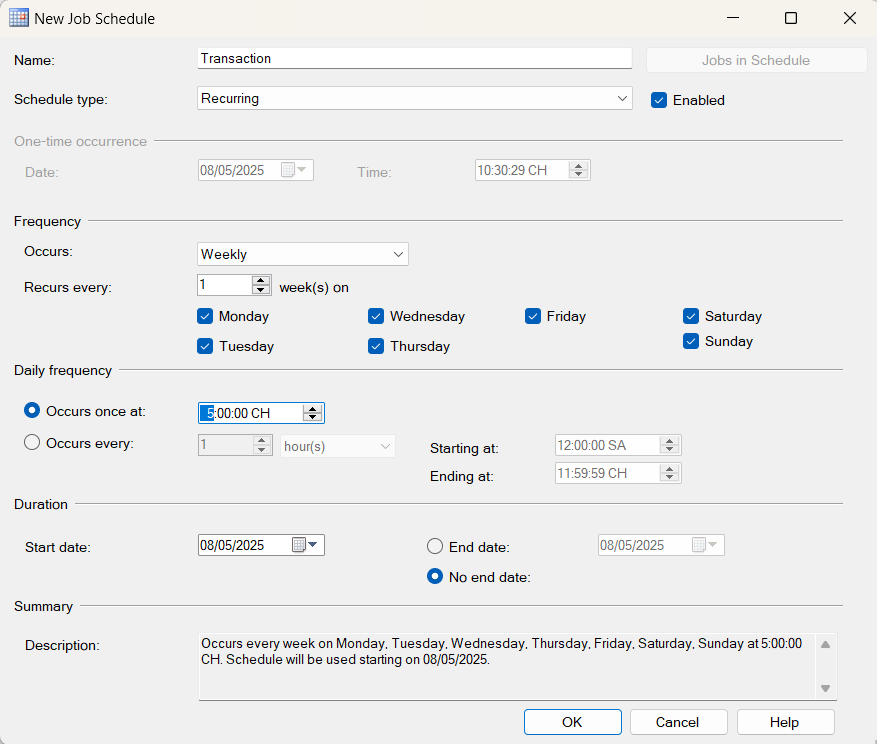 New Job Schedule
Name: Transaction Jobs in Schedule
Schedule type: Recurring Enabled
One-time occurrence
Date: 08/05/2025 Time: 10:30:29 CH
Frequency
Occurs: Weekly
Recurs every: 1 week(s) on
Monday Wednesday Friday Saturday
Tuesday Thursday Sunday
Daily frequency
Occurs once at: 5:00:00 CH
Occurs every: 1 hour(s) Starting at: 12:00:00 SA
Ending at: 11:59:59 CH
Duration
Start date: 08/05/2025 End date: 08/05/2025
No end date:
Summary
Description: Occurs every week on Monday, Tuesday, Wednesday, Thursday, Friday, Saturday, Sunday at 5:00:00
CH. Schedule will be used starting on 08/05/2025.
OK Cancel Help